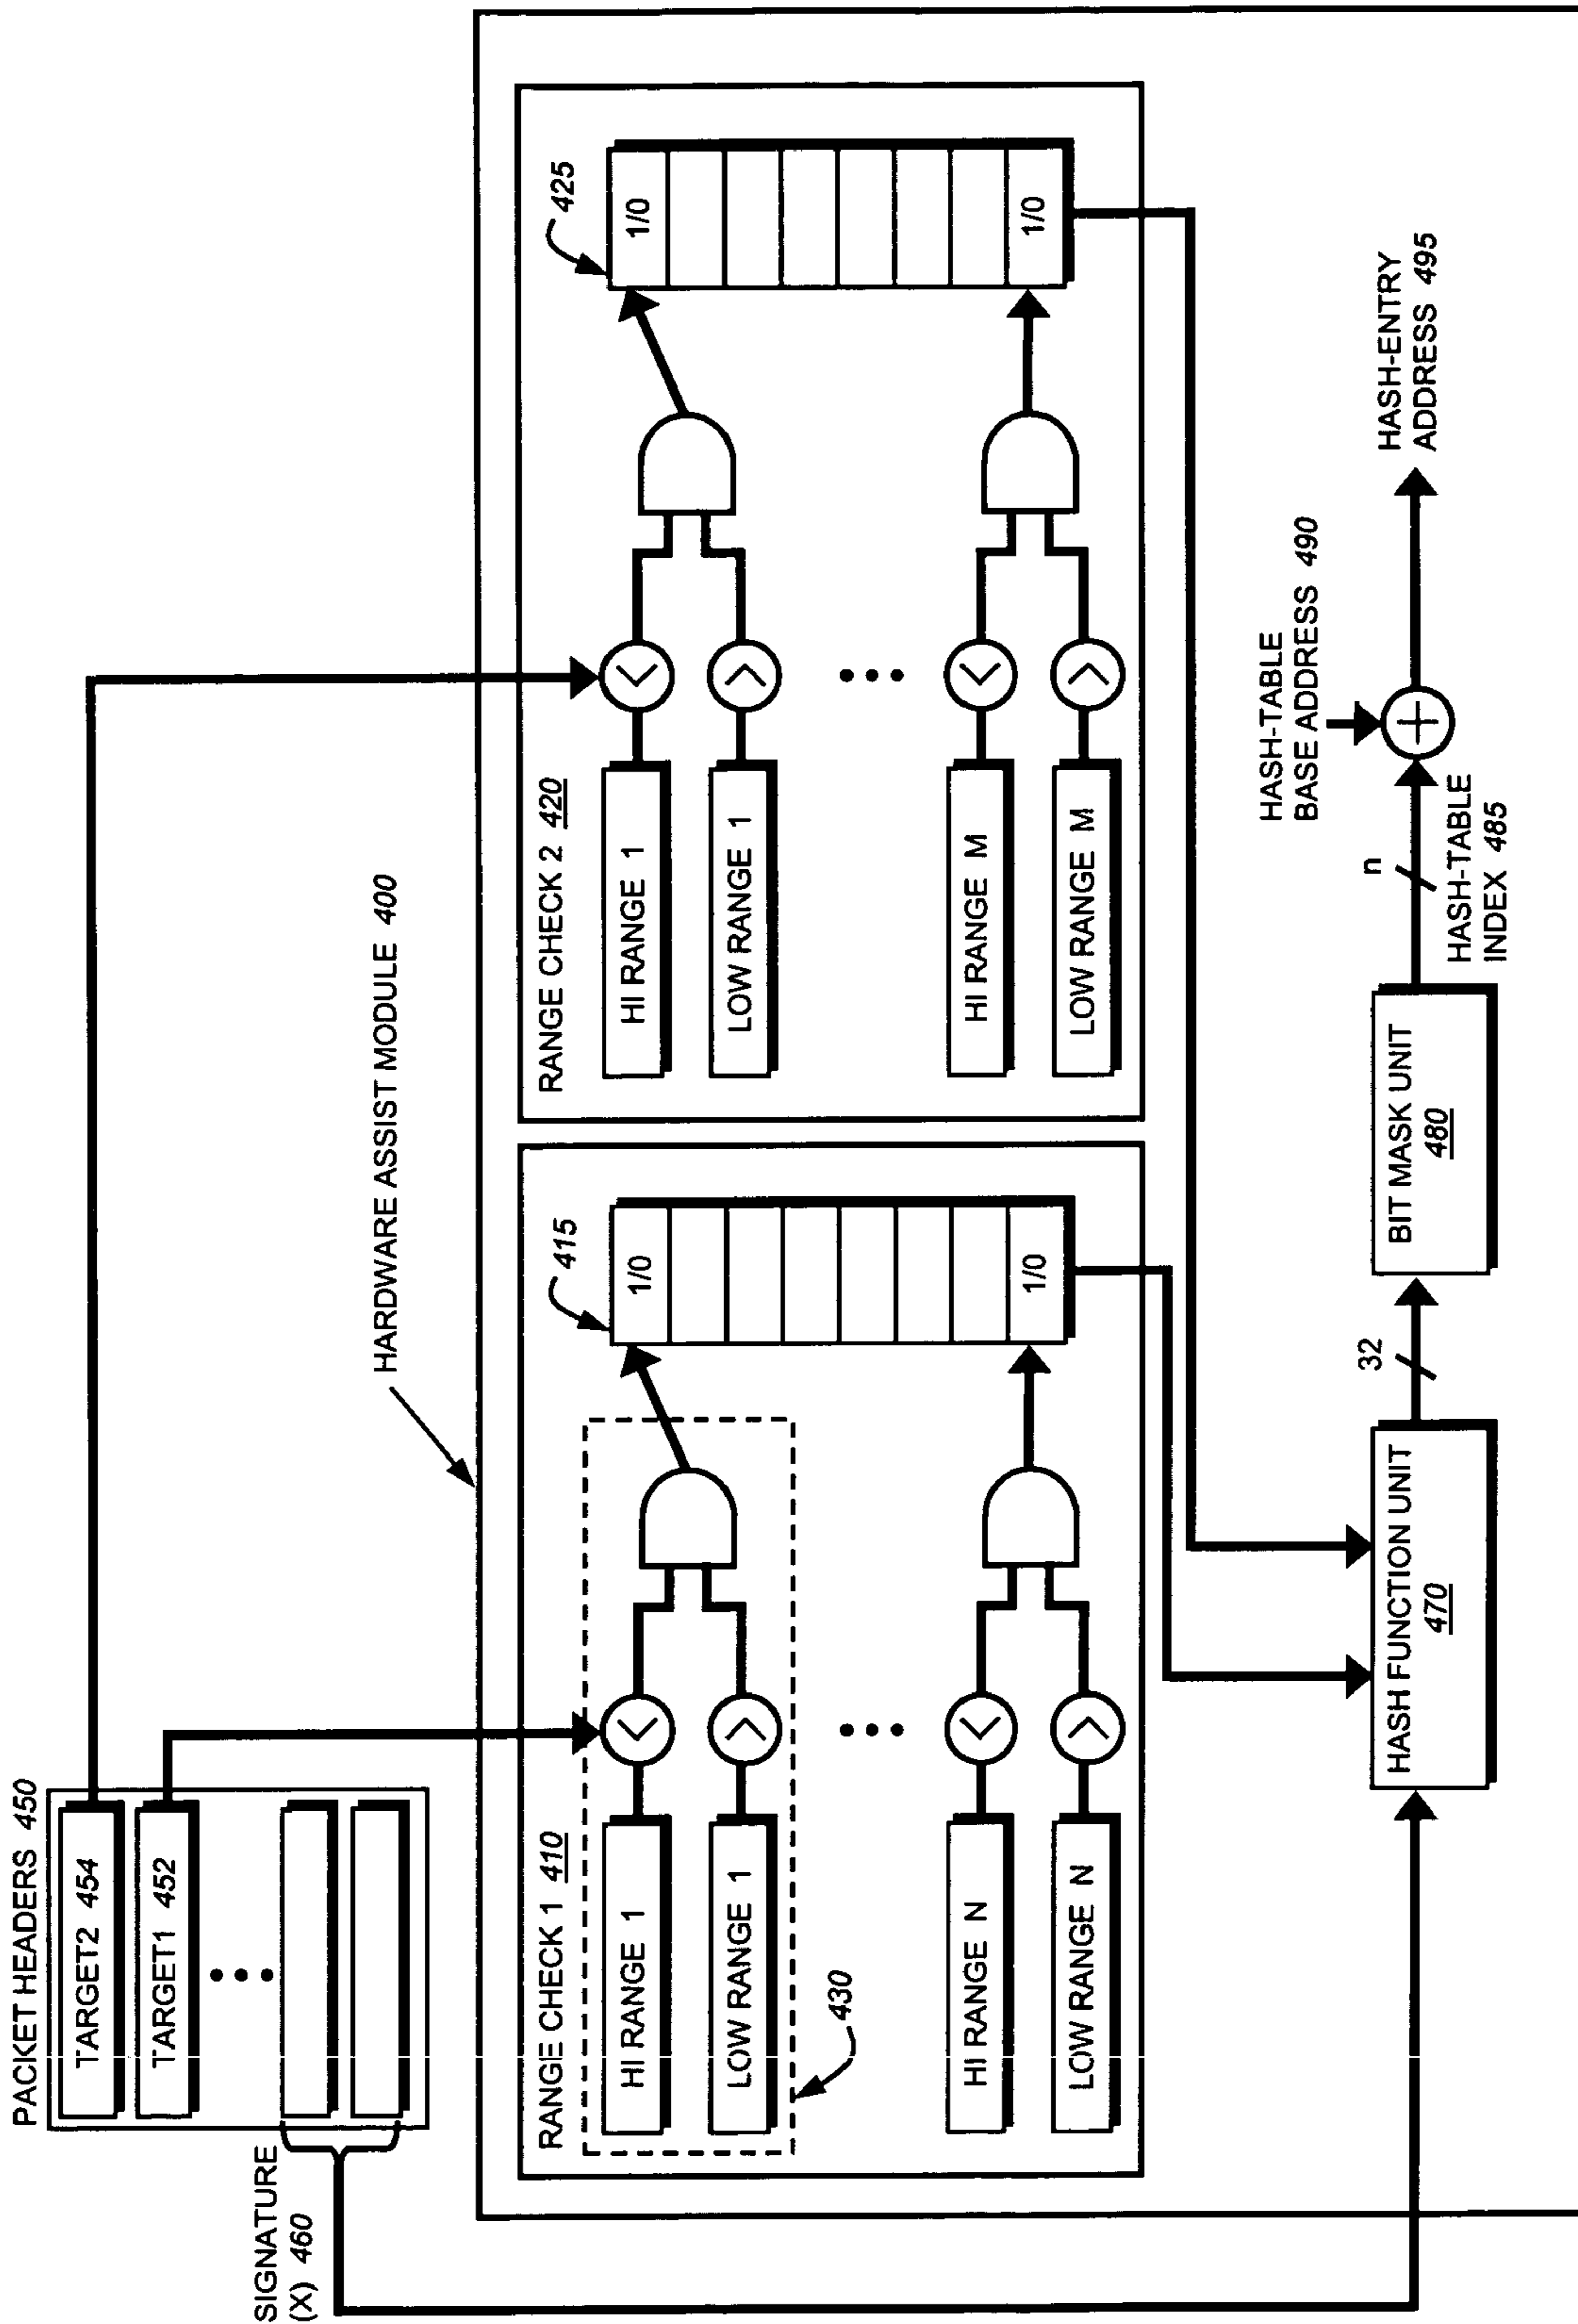 PACKET HEADERS 450
TARGET2 454
TARGET1 452
SIGNATURE
(X) 460
HARDWARE ASSIST MODULE 400
RANGE CHECK 1 410
HI RANGE 1
LOW RANGE 1
430
HI RANGE N
LOW RANGE N
415
1/0
1/0
RANGE CHECK 2 420
HI RANGE 1
LOW RANGE 1
HI RANGE M
LOW RANGE M
425
1/0
1/0
HASH FUNCTION UNIT
470
32
BIT MASK UNIT
480
n
HASH-TABLE
INDEX 485
HASH-TABLE
BASE ADDRESS 490
HASH-ENTRY
ADDRESS 495